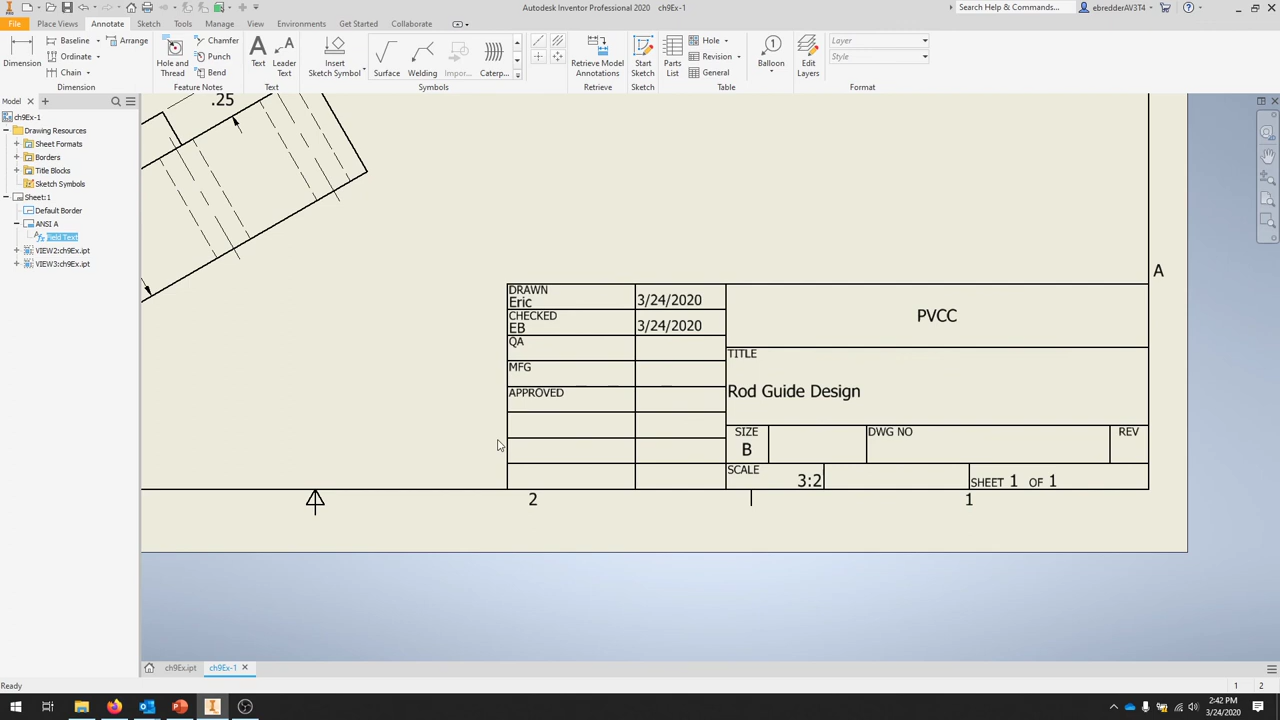 Autodesk Inventor Professional 2020 ch9Ex-1
Search Help & Commands...
ebredderAV3T4
File Place Views Annotate Sketch Tools Manage View Environments Get Started Collaborate
Dimension
Baseline
Ordinate
Chain
Arrange
Dimension
Hole and Thread
Chamfer
Punch
Bend
Feature Notes
Text
Leader Text
Text
Insert Sketch Symbol
Surface
Welding
Impor...
Caterp...
Symbols
Retrieve Model Annotations
Retrieve
Start Sketch
Sketch
Parts List
Hole
Revision
General
Table
Balloon
1
Edit Layers
Layer
Style
Format
Model
ch9Ex-1
Drawing Resources
Sheet Formats
Borders
Title Blocks
Sketch Symbols
Sheet:1
Default Border
ANSI A
Field Text
VIEW2:ch9Ex.ipt
VIEW3:ch9Ex.ipt
.25
A
DRAWN
Eric 3/24/2020
CHECKED
EB 3/24/2020
QA
MFG
APPROVED
PVCC
TITLE
Rod Guide Design
SIZE
B
DWG NO
REV
SCALE
3:2
SHEET 1 OF 1
2 1
ch9Ex.ipt ch9Ex-1
Ready 1 2
2:42 PM
3/24/2020